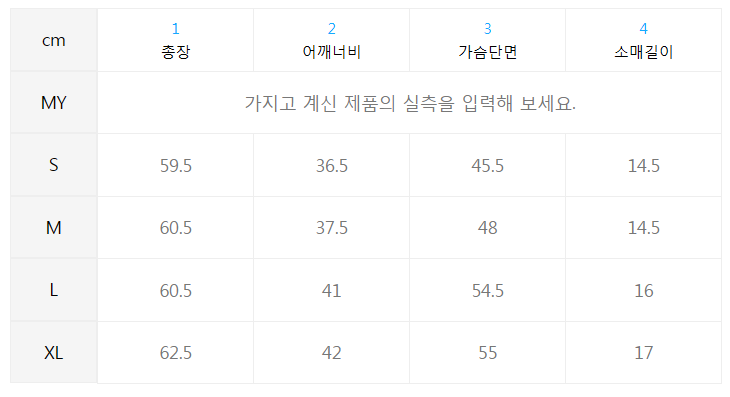 cm 1 2 3 4
종장 어깨너비 가슴단면 소매길이
MY 가지고 계신 제품의 실측을 입력해 보세요.
S 59.5 36.5 45.5 14.5
M 60.5 37.5 48 14.5
L 60.5 41 54.5 16
XL 62.5 42 55 17